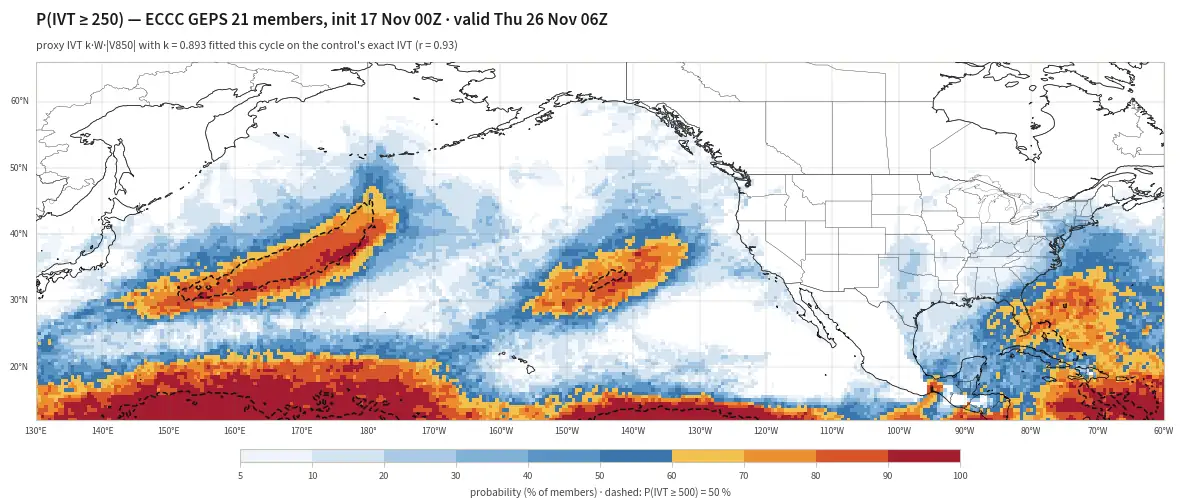 P(IVT ≥ 250) — ECCC GEPS 21 members, init 17 Nov 00Z · valid Thu 26 Nov 06Z
proxy IVT k·W·|V850| with k = 0.893 fitted this cycle on the control's exact IVT (r = 0.93)
60°N
50°N
40°N
30°N
20°N
130°E 140°E 150°E 160°E 170°E 180° 170°W 160°W 150°W 140°W 130°W 120°W 110°W 100°W 90°W 80°W 70°W 60°W
5 10 20 30 40 50 60 70 80 90 100
probability (% of members) · dashed: P(IVT ≥ 500) = 50 %